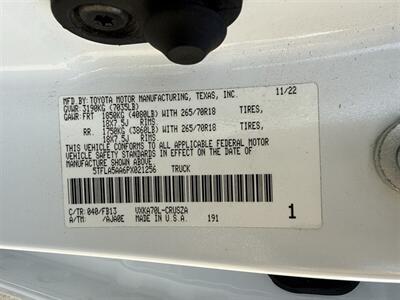 MFD.BY: TOYOTA MOTOR MANUFACTURING, TEXAS, INC. 11/22
GVWR: 3190KG (7035LB)
GAWR: FRT 1850KG (4080LB) WITH 265/70R18 TIRES,
18X7.5J RIMS.
RR. 1750KG (3860LB) WITH 265/70R18 TIRES,
18X7.5J RIMS.
THIS VEHICLE CONFORMS TO ALL APPLICABLE FEDERAL MOTOR
VEHICLE SAFETY STANDARDS IN EFFECT ON THE DATE OF
MANUFACTURE SHOWN ABOVE.
5TFLA5AA6PX021256 TRUCK
C/TR: 040/FB13 VXKA70L-CRUSZA 1
A/TM: /AJA0E MADE IN U.S.A. 191